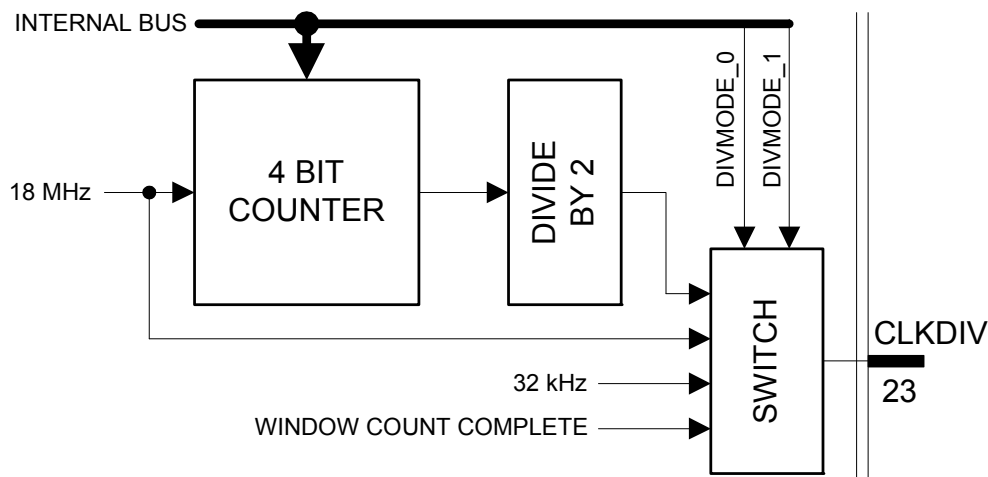 INTERNAL BUS
DIVMODE_0
DIVMODE_1
18 MHz
4 BIT
COUNTER
DIVIDE
BY 2
SWITCH
CLKDIV
23
32 kHz
WINDOW COUNT COMPLETE